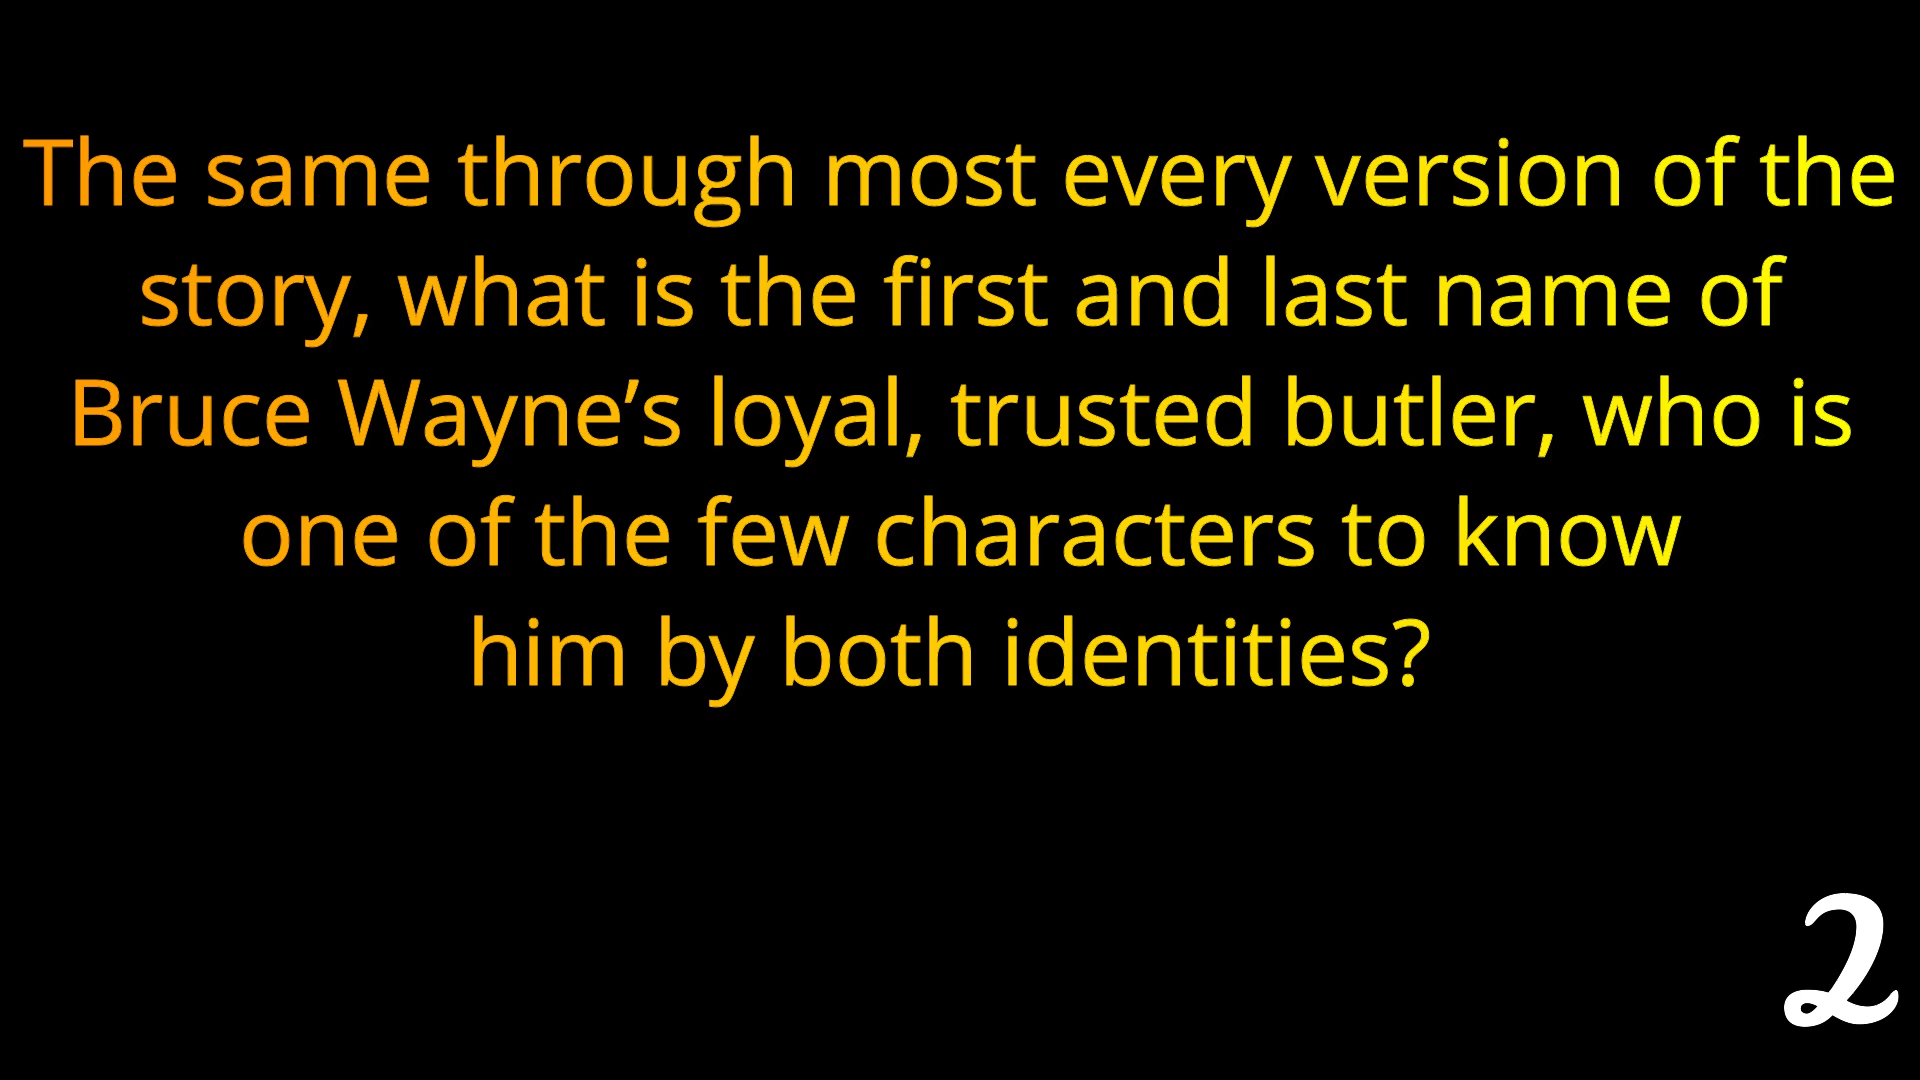 The same through most every version of the
story, what is the first and last name of
Bruce Wayne’s loyal, trusted butler, who is
one of the few characters to know
him by both identities?
2